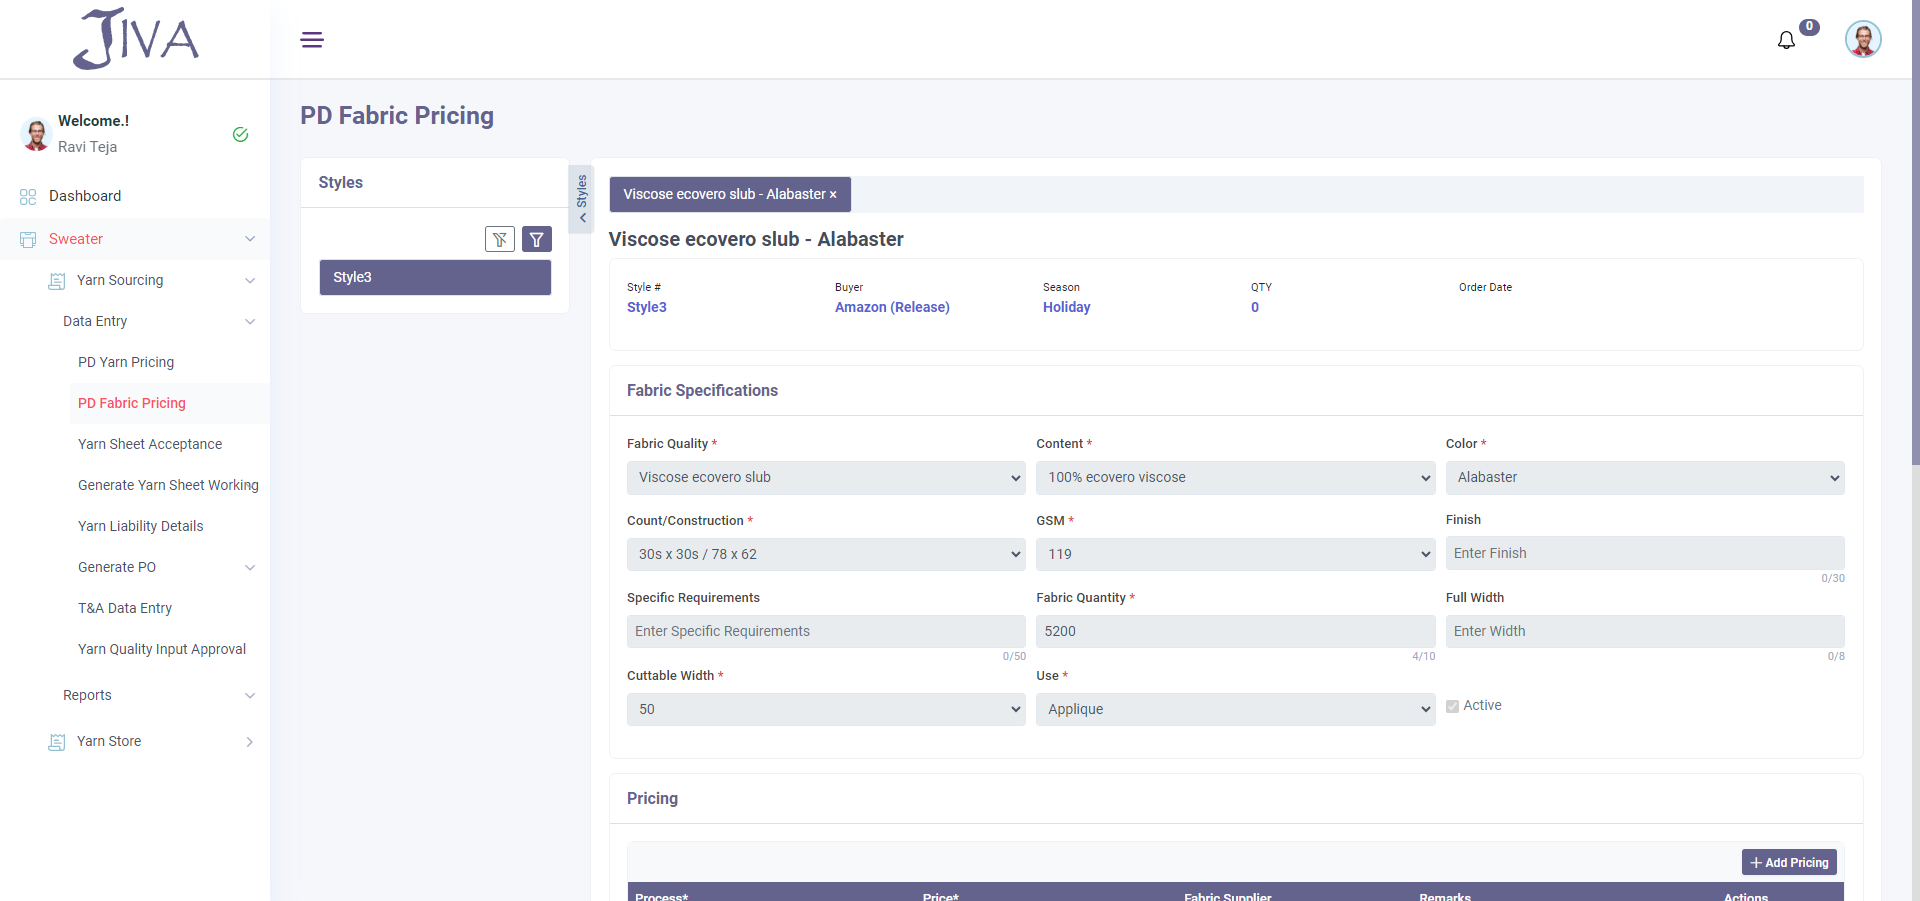 JIVA
0
Welcome.!
Ravi Teja
Dashboard
Sweater
Yarn Sourcing
Data Entry
PD Yarn Pricing
PD Fabric Pricing
Yarn Sheet Acceptance
Generate Yarn Sheet Working
Yarn Liability Details
Generate PO
T&A Data Entry
Yarn Quality Input Approval
Reports
Yarn Store
PD Fabric Pricing
Styles
Style3
Styles
Viscose ecovero slub - Alabaster ×
Viscose ecovero slub - Alabaster
Style # Buyer Season QTY Order Date
Style3 Amazon (Release) Holiday 0
Fabric Specifications
Fabric Quality * Content * Color *
Viscose ecovero slub 100% ecovero viscose Alabaster
Count/Construction * GSM * Finish
30s x 30s / 78 x 62 119 Enter Finish
0/30
Specific Requirements Fabric Quantity * Full Width
Enter Specific Requirements 5200 Enter Width
0/50 4/10 0/8
Cuttable Width * Use *
50 Applique Active
Pricing
Add Pricing
Process* Price* Fabric Supplier Remarks Actions